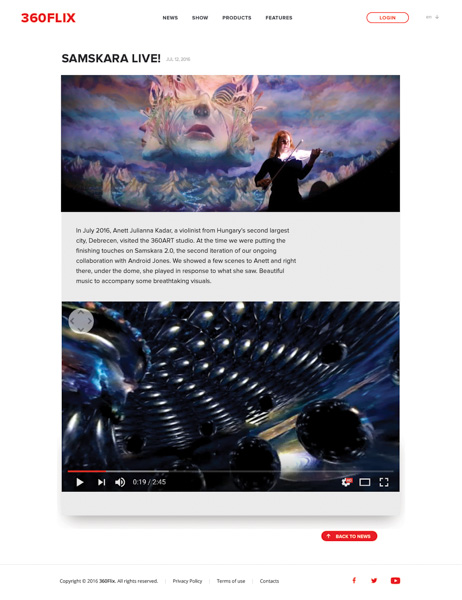 360FLIX
NEWS SHOW PRODUCTS FEATURES
LOGIN
en
SAMSKARA LIVE! JUL 12, 2016
In July 2016, Anett Julianna Kadar, a violinist from Hungary's second largest
city, Debrecen, visited the 360ART studio. At the time we were putting the
finishing touches on Samskara 2.0, the second iteration of our ongoing
collaboration with Android Jones. We showed a few scenes to Anett and right
there, under the dome, she played in response to what she saw. Beautiful
music to accompany some breathtaking visuals.
0:19 / 2:45
BACK TO NEWS
Copyright © 2016 360Flix. All rights reserved. | Privacy Policy | Terms of use | Contacts